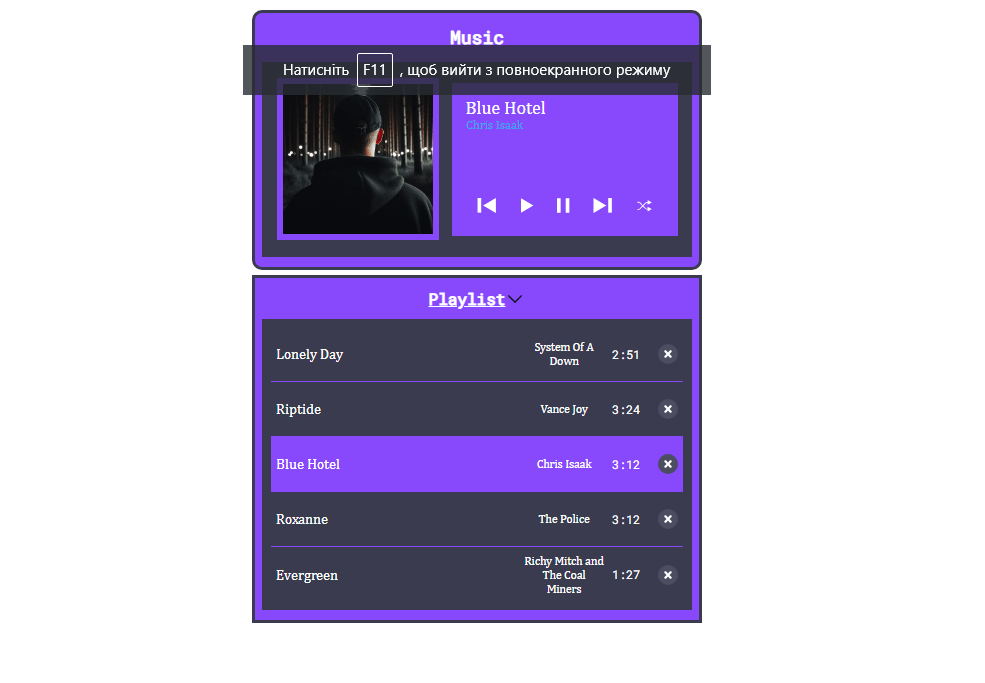 Music
Натисніть F11 , щоб вийти з повноекранного режиму
Blue Hotel
Chris Isaak
Playlist
Lonely Day
System Of A
Down
2:51
Riptide
Vance Joy
3:24
Blue Hotel
Chris Isaak
3:12
Roxanne
The Police
3:12
Evergreen
Richy Mitch and
The Coal
Miners
1:27